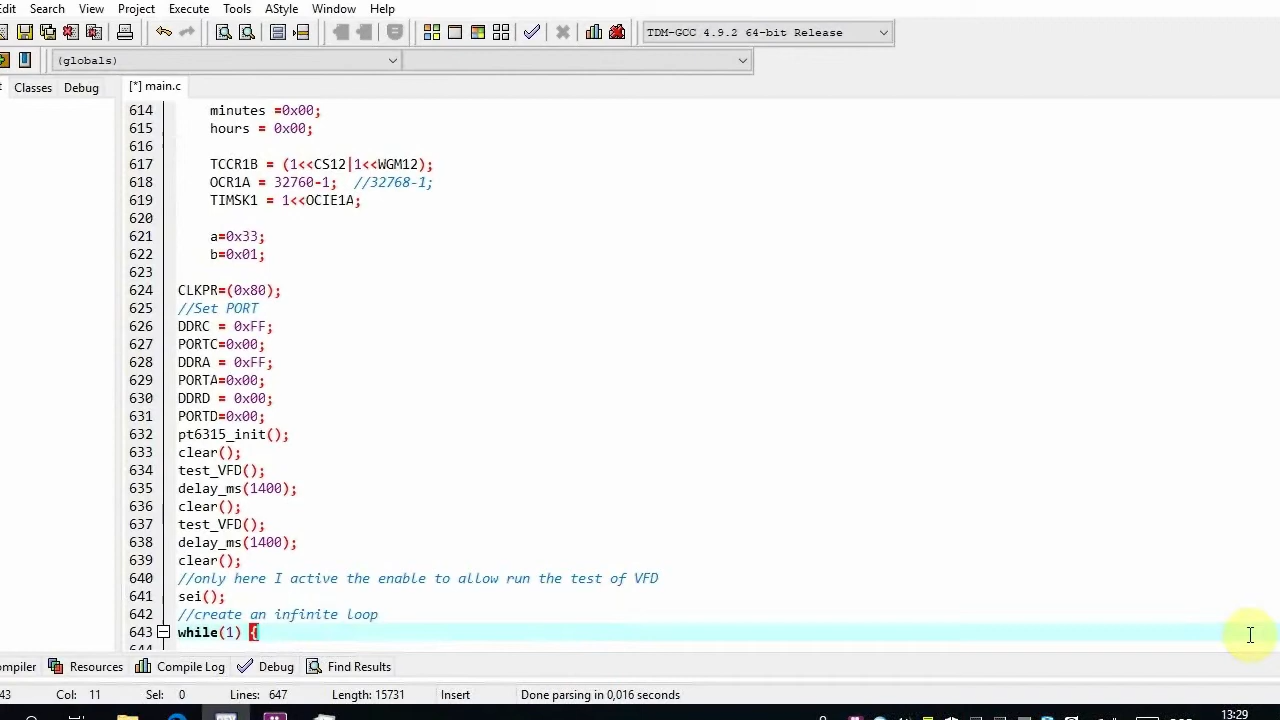 Edit Search View Project Execute Tools AStyle Window Help
TDM-GCC 4.9.2 64-bit Release
(globals)
Classes Debug [*] main.c
614 minutes =0x00;
615 hours = 0x00;
616
617 TCCR1B = (1<<CS12|1<<WGM12);
618 OCR1A = 32760-1; //32768-1;
619 TIMSK1 = 1<<OCIE1A;
620
621 a=0x33;
622 b=0x01;
623
624 CLKPR=(0x80);
625 //Set PORT
626 DDRC = 0xFF;
627 PORTC=0x00;
628 DDRA = 0xFF;
629 PORTA=0x00;
630 DDRD = 0x00;
631 PORTD=0x00;
632 pt6315_init();
633 clear();
634 test_VFD();
635 delay_ms(1400);
636 clear();
637 test_VFD();
638 delay_ms(1400);
639 clear();
640 //only here I active the enable to allow run the test of VFD
641 sei();
642 //create an infinite loop
643 while(1) {
644
ompiler Resources Compile Log Debug Find Results
43 Col: 11 Sel: 0 Lines: 647 Length: 15731 Insert Done parsing in 0,016 seconds
13:29